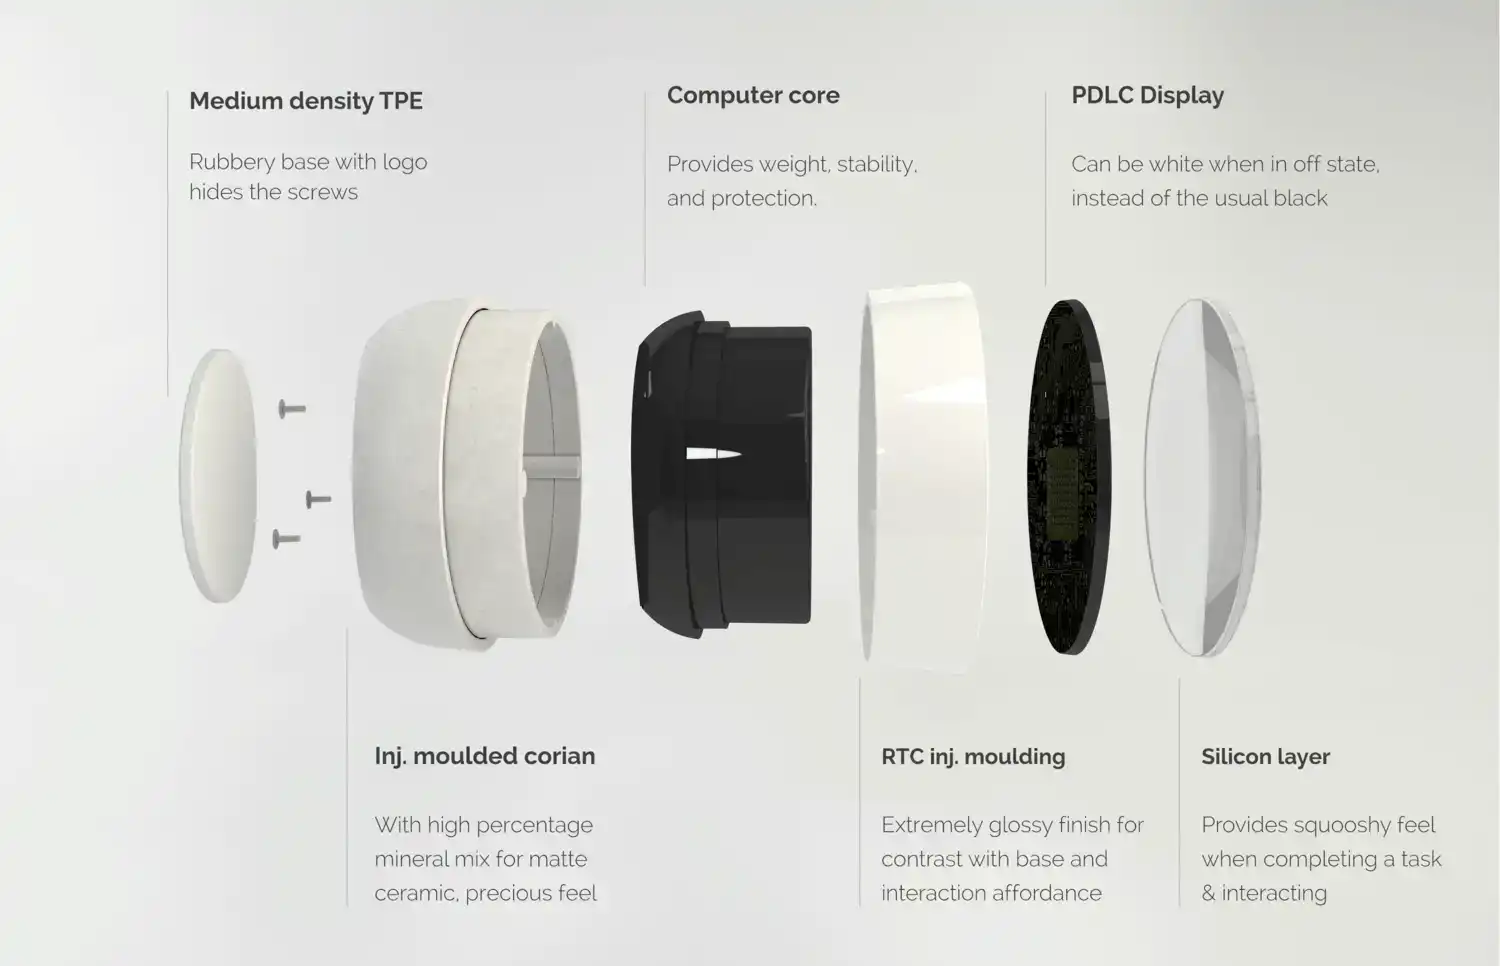 Medium density TPE
Rubbery base with logo
hides the screws
Computer core
Provides weight, stability,
and protection.
PDLC Display
Can be white when in off state,
instead of the usual black
Inj. moulded corian
With high percentage
mineral mix for matte
ceramic, precious feel
RTC inj. moulding
Extremely glossy finish for
contrast with base and
interaction affordance
Silicon layer
Provides squooshy feel
when completing a task
& interacting